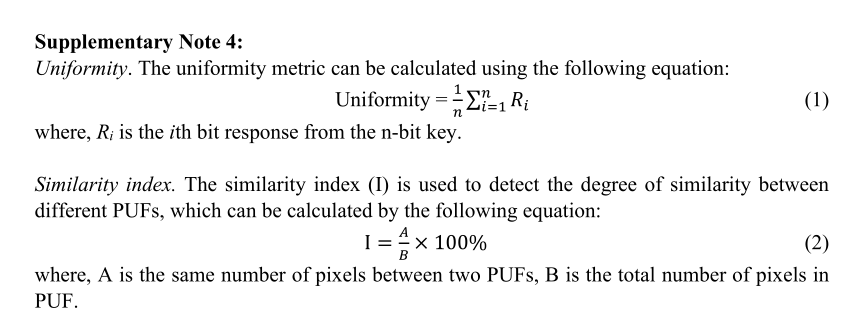 Supplementary Note 4:
Uniformity. The uniformity metric can be calculated using the following equation:
Uniformity = \frac{1}{n} \sum_{i=1}^{n} R_i (1)
where, R_i is the ith bit response from the n-bit key.
Similarity index. The similarity index (I) is used to detect the degree of similarity between
different PUFs, which can be calculated by the following equation:
I = \frac{A}{B} × 100% (2)
where, A is the same number of pixels between two PUFs, B is the total number of pixels in
PUF.